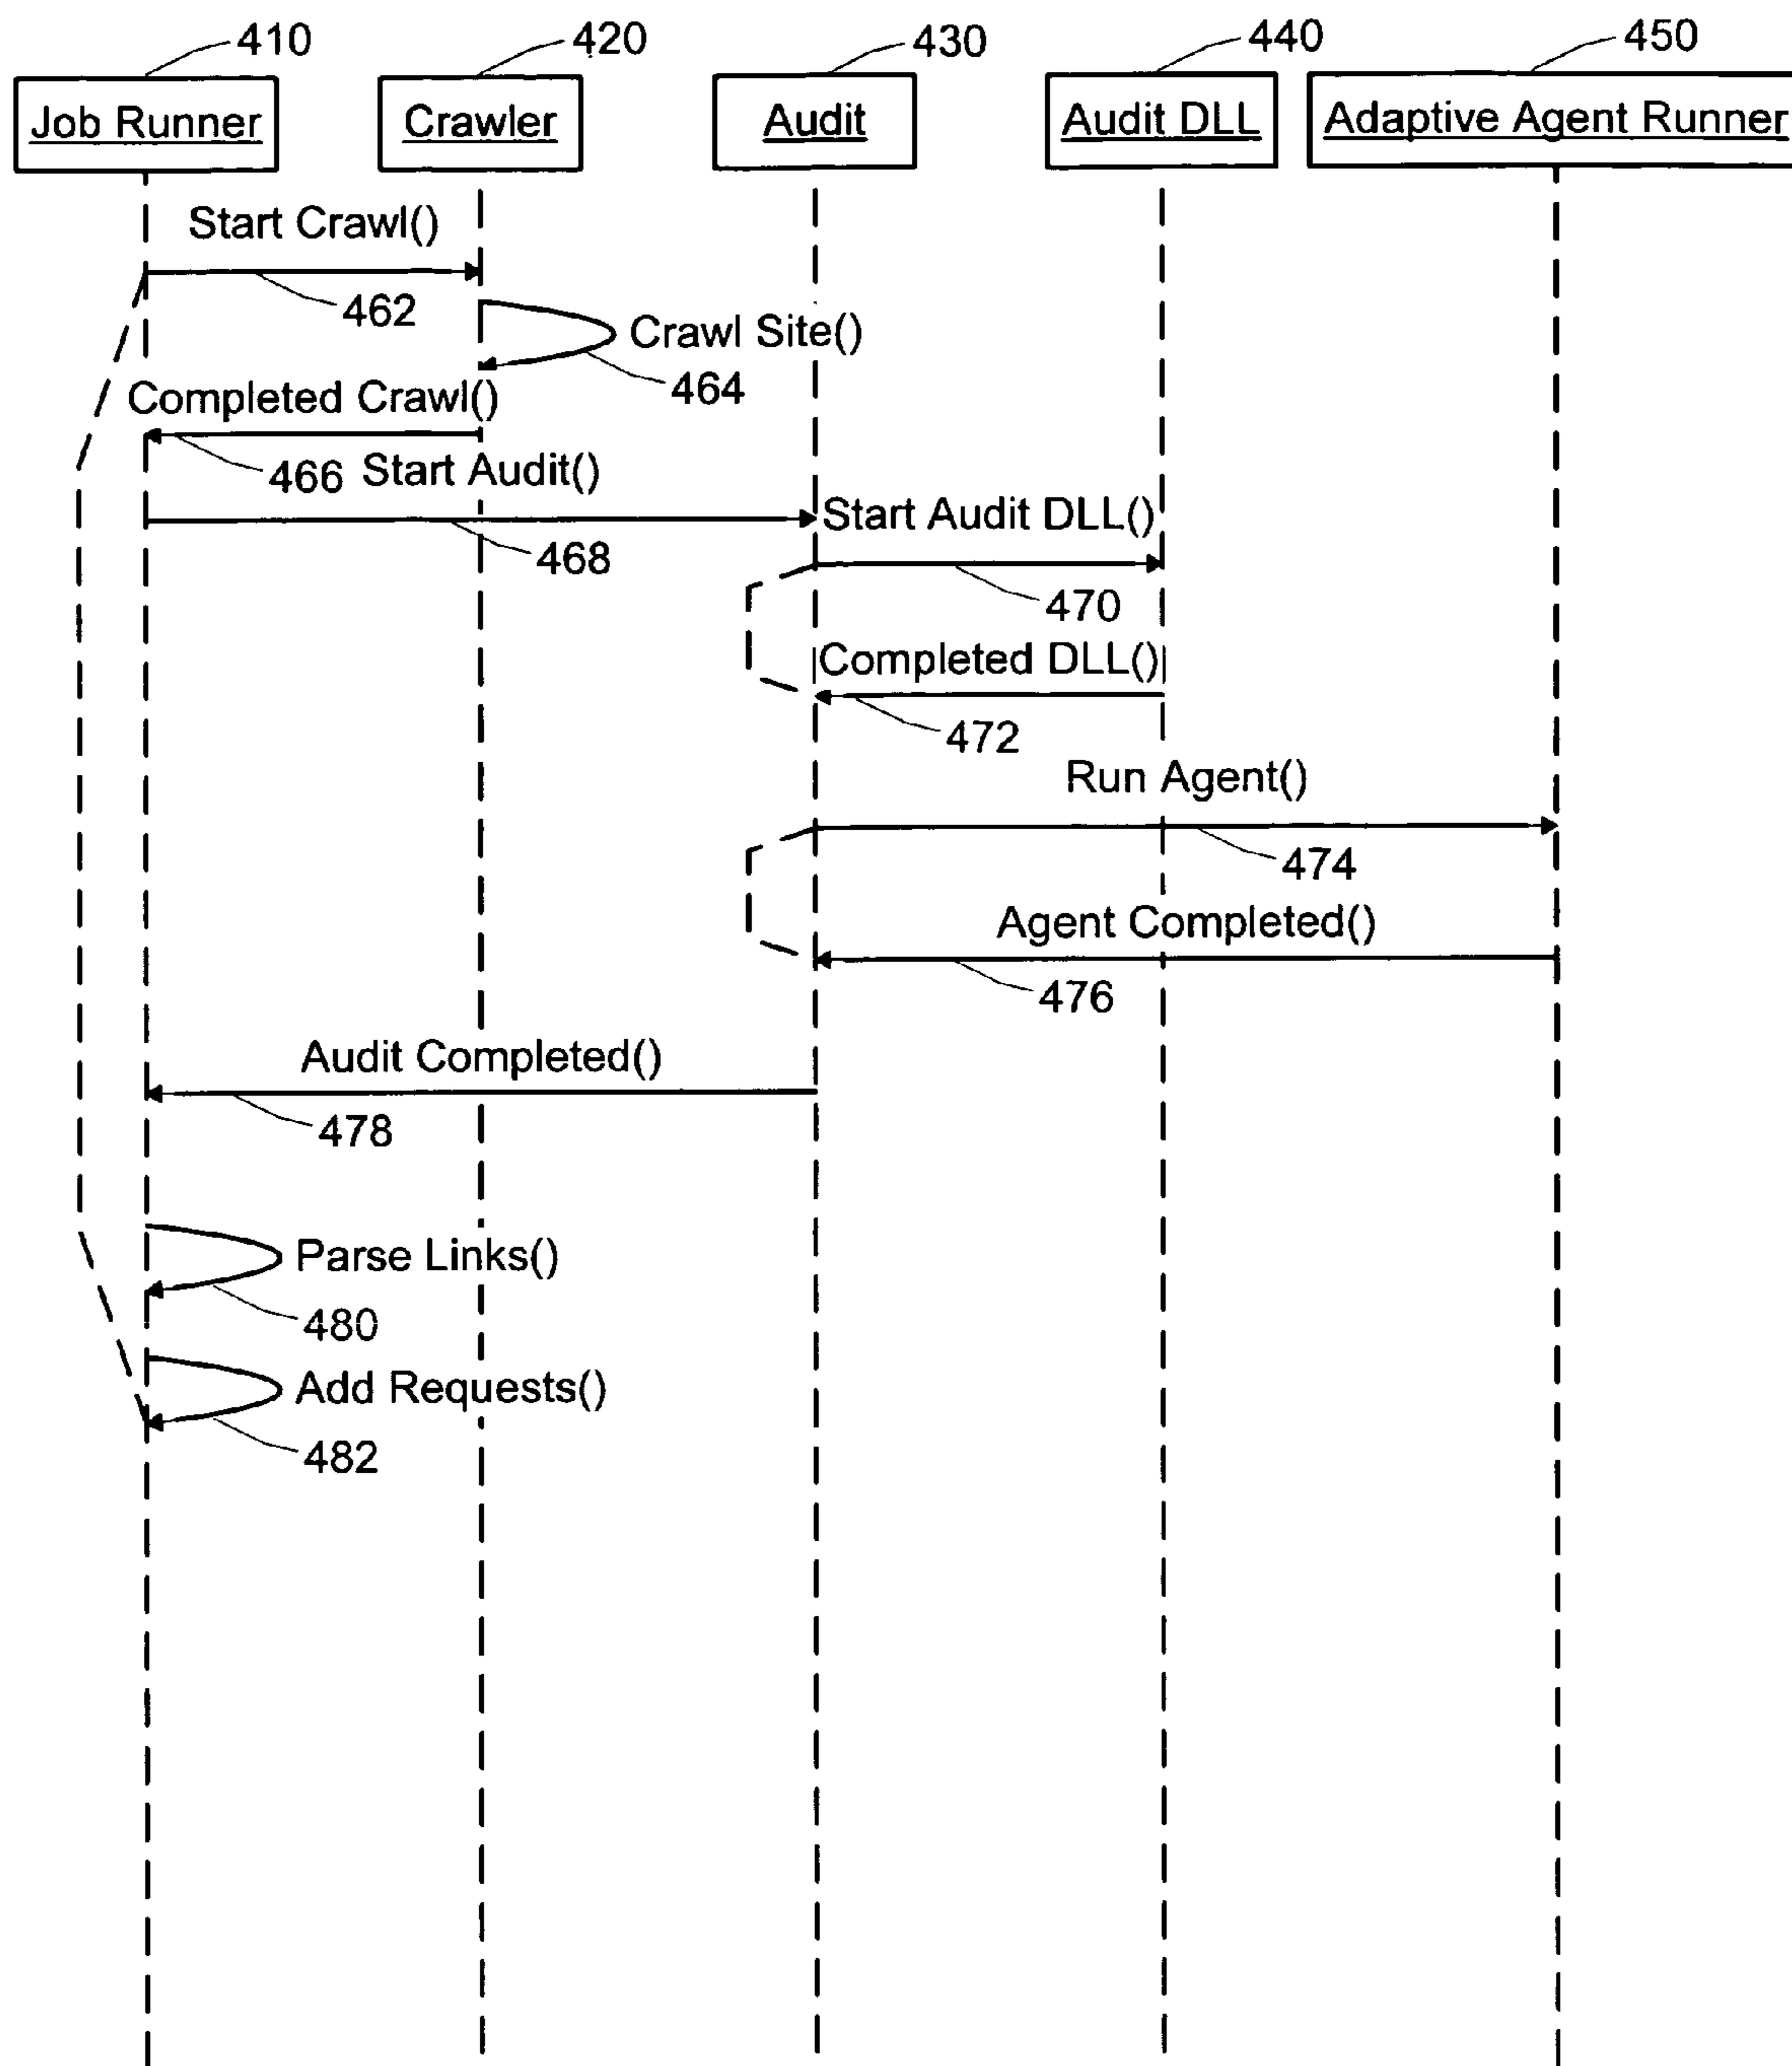 410
420
430
440
450
Job Runner
Crawler
Audit
Audit DLL
Adaptive Agent Runner
Start Crawl()
462
Crawl Site()
464
Completed Crawl()
466
Start Audit()
468
Start Audit DLL()
470
Completed DLL()
472
Run Agent()
474
Agent Completed()
476
Audit Completed()
478
Parse Links()
480
Add Requests()
482